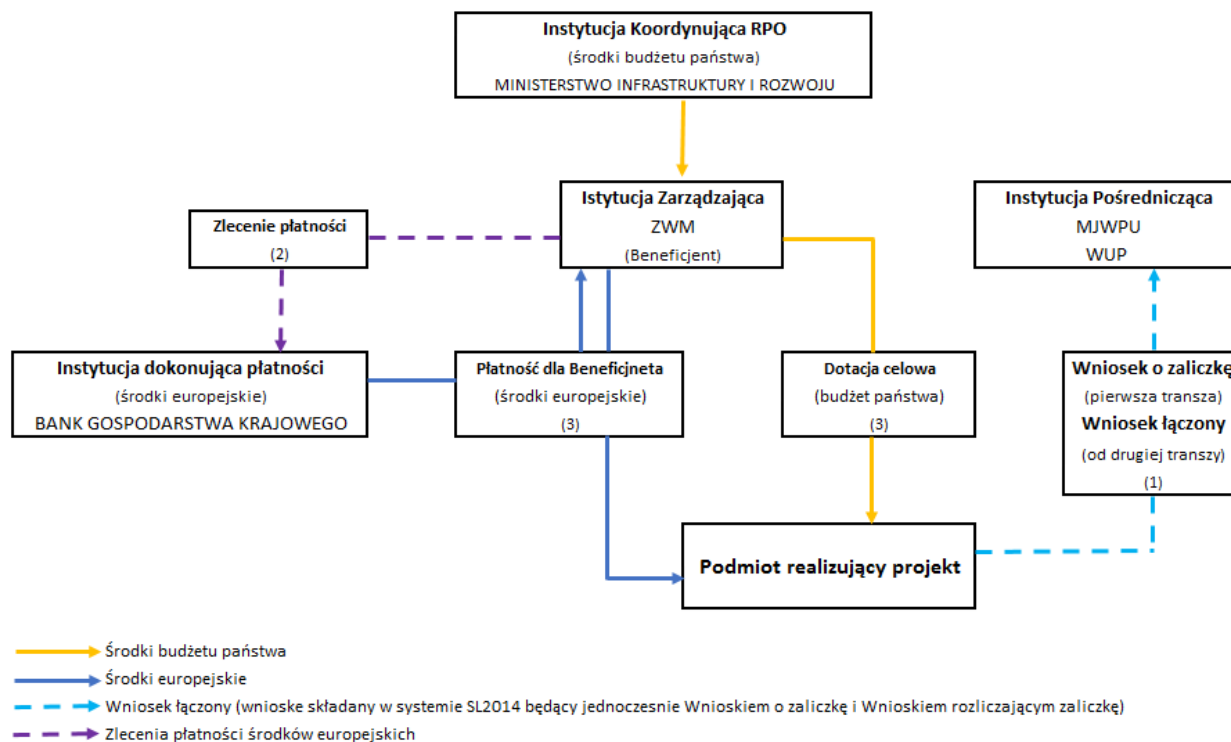 Instytucja Koordynująca RPO
(środki budżetu państwa)
MINISTERSTWO INFRASTRUKTURY I ROZWOJU
Istytucja Zarządzająca
ZWM
(Beneficjent)
Instytucja Pośrednicząca
MJWPU
WUP
Zlecenie płatności
(2)
Instytucja dokonująca płatności
(środki europejskie)
BANK GOSPODARSTWA KRAJOWEGO
Płatność dla Beneficjneta
(środki europejskie)
(3)
Dotacja celowa
(budżet państwa)
(3)
Wniosek o zaliczkę
(pierwsza transza)
Wniosek łączony
(od drugiej transzy)
(1)
Podmiot realizujący projekt
Środki budżetu państwa
Środki europejskie
Wniosek łączony (wnioske składany w systemie SL2014 będący jednoczesnie Wnioskiem o zaliczkę i Wnioskiem rozliczającym zaliczkę)
Zlecenia płatności środków europejskich